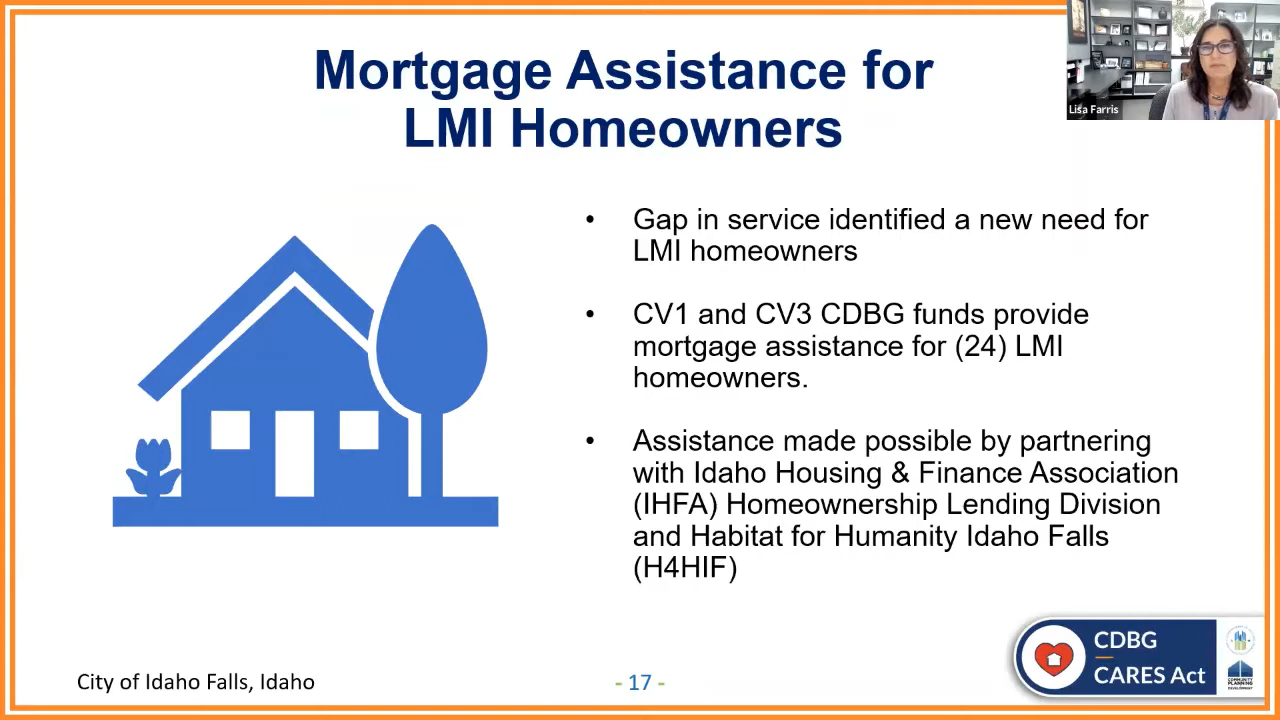 Mortgage Assistance for
LMI Homeowners
Lisa Farris
• Gap in service identified a new need for
LMI homeowners
• CV1 and CV3 CDBG funds provide
mortgage assistance for (24) LMI
homeowners.
• Assistance made possible by partnering
with Idaho Housing & Finance Association
(IHFA) Homeownership Lending Division
and Habitat for Humanity Idaho Falls
(H4HIF)
CDBG
CARES Act
COMMUNITY PLANNING
DEVELOPMENT
City of Idaho Falls, Idaho
- 17 -